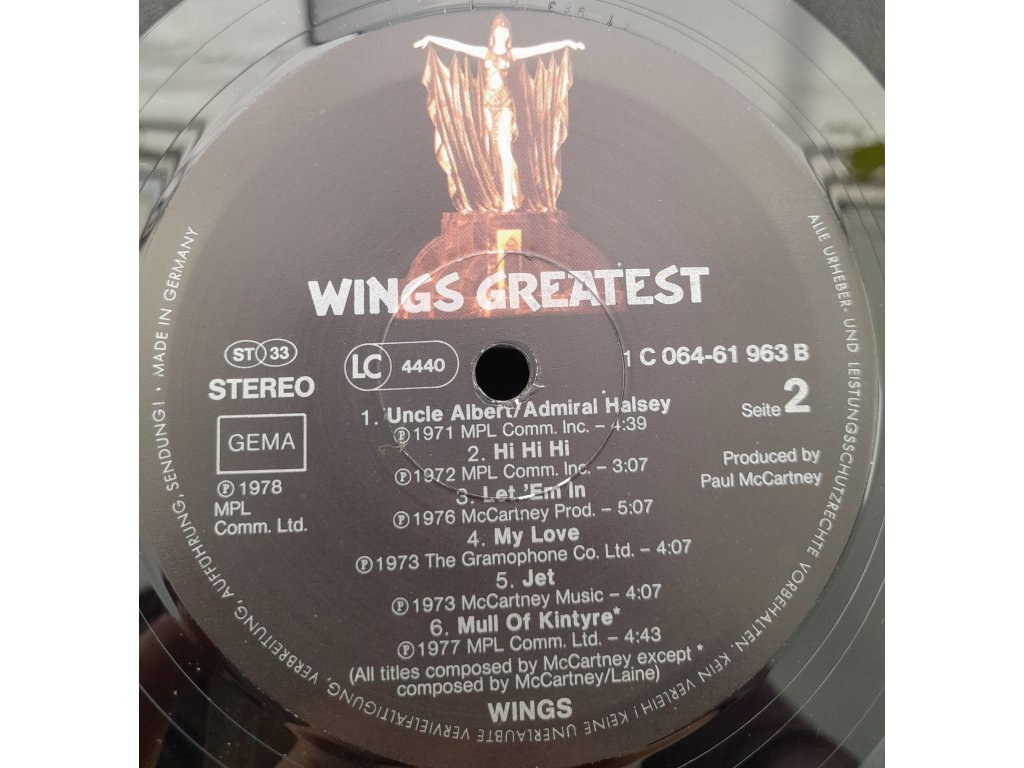 WINGS GREATEST
ST 33
STEREO
LC 4440
1 C 064-61 963 B
Seite 2
GEMA
℗ 1978
MPL
Comm. Ltd.
Produced by
Paul McCartney
1. Uncle Albert/Admiral Halsey
℗ 1971 MPL Comm. Inc. – 4:39
2. Hi Hi Hi
℗ 1972 MPL Comm. Inc. – 3:07
3. Let 'Em In
℗ 1976 McCartney Prod. – 5:07
4. My Love
℗ 1973 The Gramophone Co. Ltd. – 4:07
5. Jet
℗ 1973 McCartney Music – 4:07
6. Mull Of Kintyre*
℗ 1977 MPL Comm. Ltd. – 4:43
(All titles composed by McCartney except *
composed by McCartney/Laine)
WINGS
ALLE URHEBER- UND LEISTUNGSSCHUTZRECHTE VORBEHALTEN. KEIN VERLEIH! KEINE UNERLAUBTE VERVIELFÄLTIGUNG, VERBREITUNG, AUFFÜHRUNG, SENDUNG! · MADE IN GERMANY